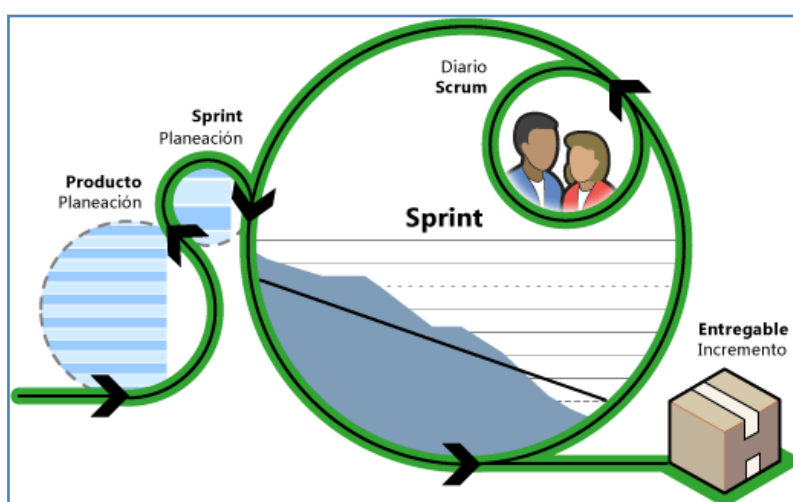 Diario
Scrum
Sprint
Planeación
Producto
Planeación
Sprint
Entregable
Incremento